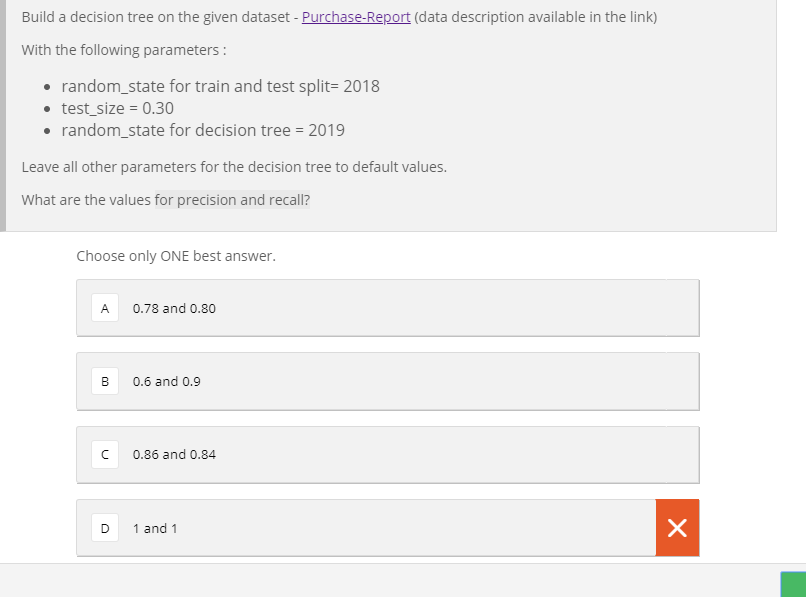 Build a decision tree on the given dataset - Purchase-Report (data description available in the link)
With the following parameters :
• random_state for train and test split= 2018
• test_size = 0.30
• random_state for decision tree = 2019
Leave all other parameters for the decision tree to default values.
What are the values for precision and recall?
Choose only ONE best answer.
A 0.78 and 0.80
B 0.6 and 0.9
C 0.86 and 0.84
D 1 and 1